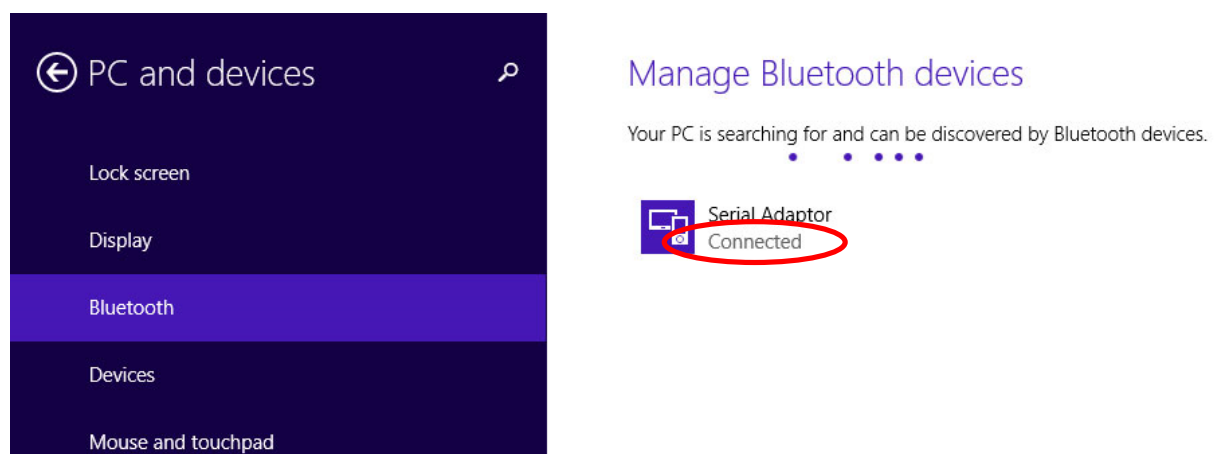 PC and devices
Lock screen
Display
Bluetooth
Devices
Mouse and touchpad
Manage Bluetooth devices
Your PC is searching for and can be discovered by Bluetooth devices.
Serial Adaptor
Connected